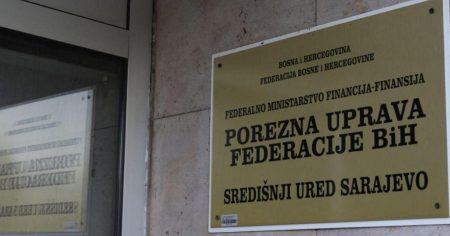 BOSNA i HERCEGOVINA
FEDERACIJA BOSNE i HERCEGOVINE
FEDERALNO MINISTARSTVO FINANCIJA-FINANSIJA
POREZNA UPRAVA
FEDERACIJE BiH
SREDIŠNJI URED SARAJEVO